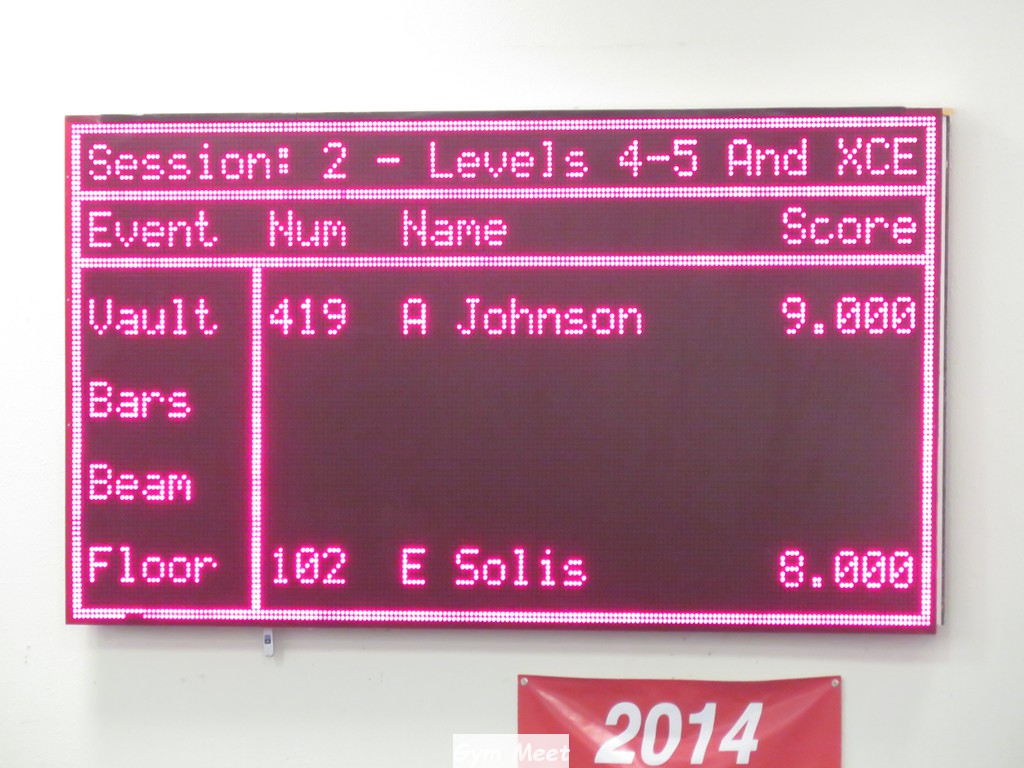 Session: 2 - Levels 4-5 And XCE
Event Num Name Score
Vault 419 A Johnson 9.000
Bars
Beam
Floor 102 E Solis 8.000
2014
Gym Meet